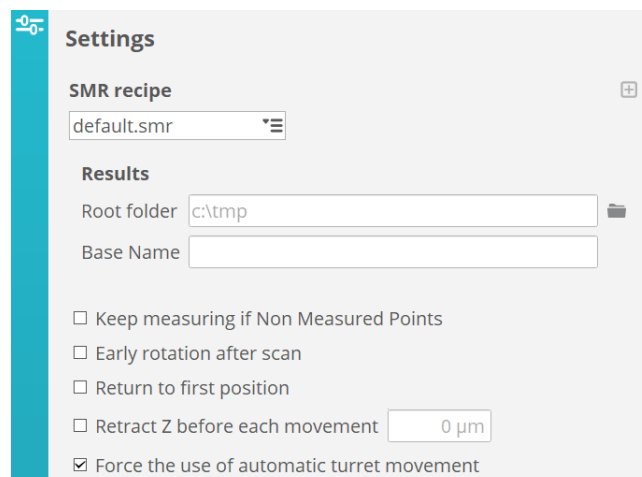 Settings
SMR recipe
default.smr
Results
Root folder c:\tmp
Base Name
Keep measuring if Non Measured Points
Early rotation after scan
Return to first position
Retract Z before each movement 0 µm
Force the use of automatic turret movement